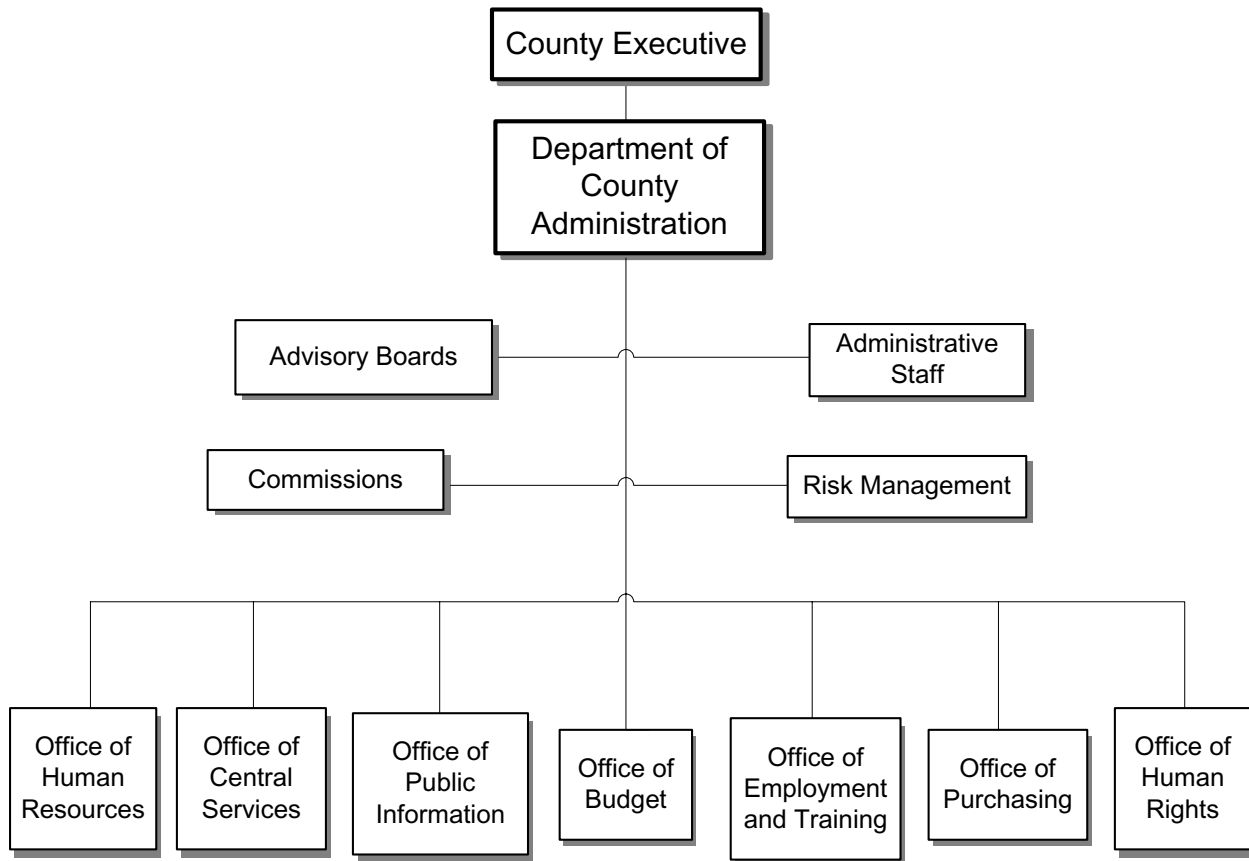 County Executive
Department of
County
Administration
Advisory Boards
Administrative
Staff
Commissions
Risk Management
Office of
Human
Resources
Office of
Central
Services
Office of
Public
Information
Office of
Budget
Office of
Employment
and Training
Office of
Purchasing
Office of
Human
Rights